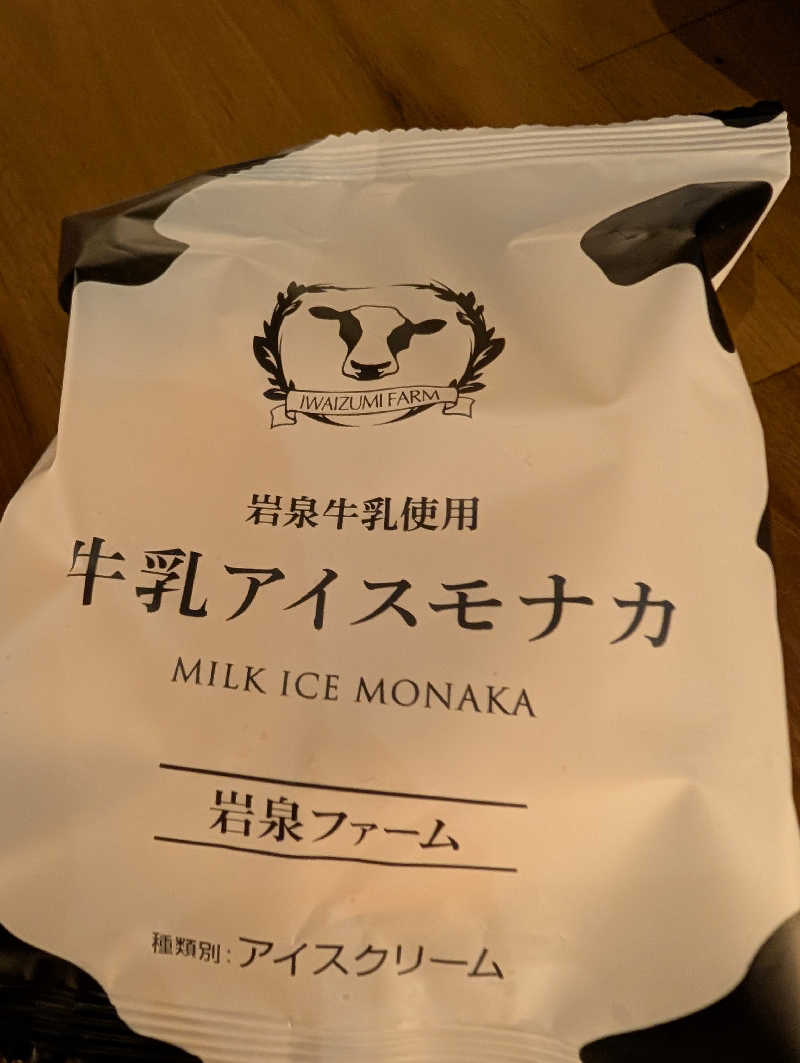 IWAIZUMI FARM
岩泉牛乳使用
牛乳アイスモナカ
MILK ICE MONAKA
岩泉ファーム
種類別:アイスクリーム